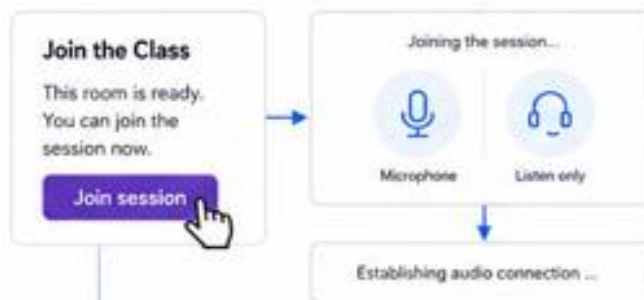 Join the Class
This room is ready.
You can join the
session now.
Join session
Joining the session...
Microphone
Listen only
Establishing audio connection ...